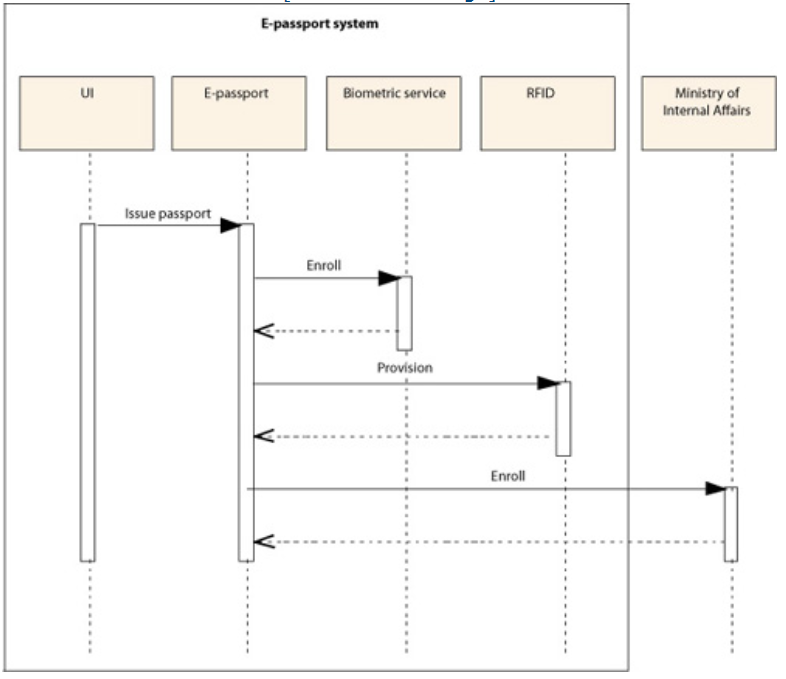 E-passport system
UI
E-passport
Biometric service
RFID
Ministry of
Internal Affairs
Issue passport
Enroll
Provision
Enroll